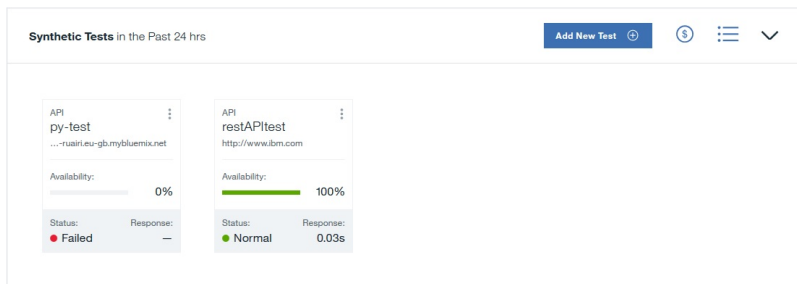 Synthetic Tests in the Past 24 hrs
Add New Test
$
API
py-test
...-ruairi.eu-gb.mybluemix.net
Availability:
0%
Status: Response:
Failed —
API
restAPItest
http://www.ibm.com
Availability:
100%
Status: Response:
Normal 0.03s